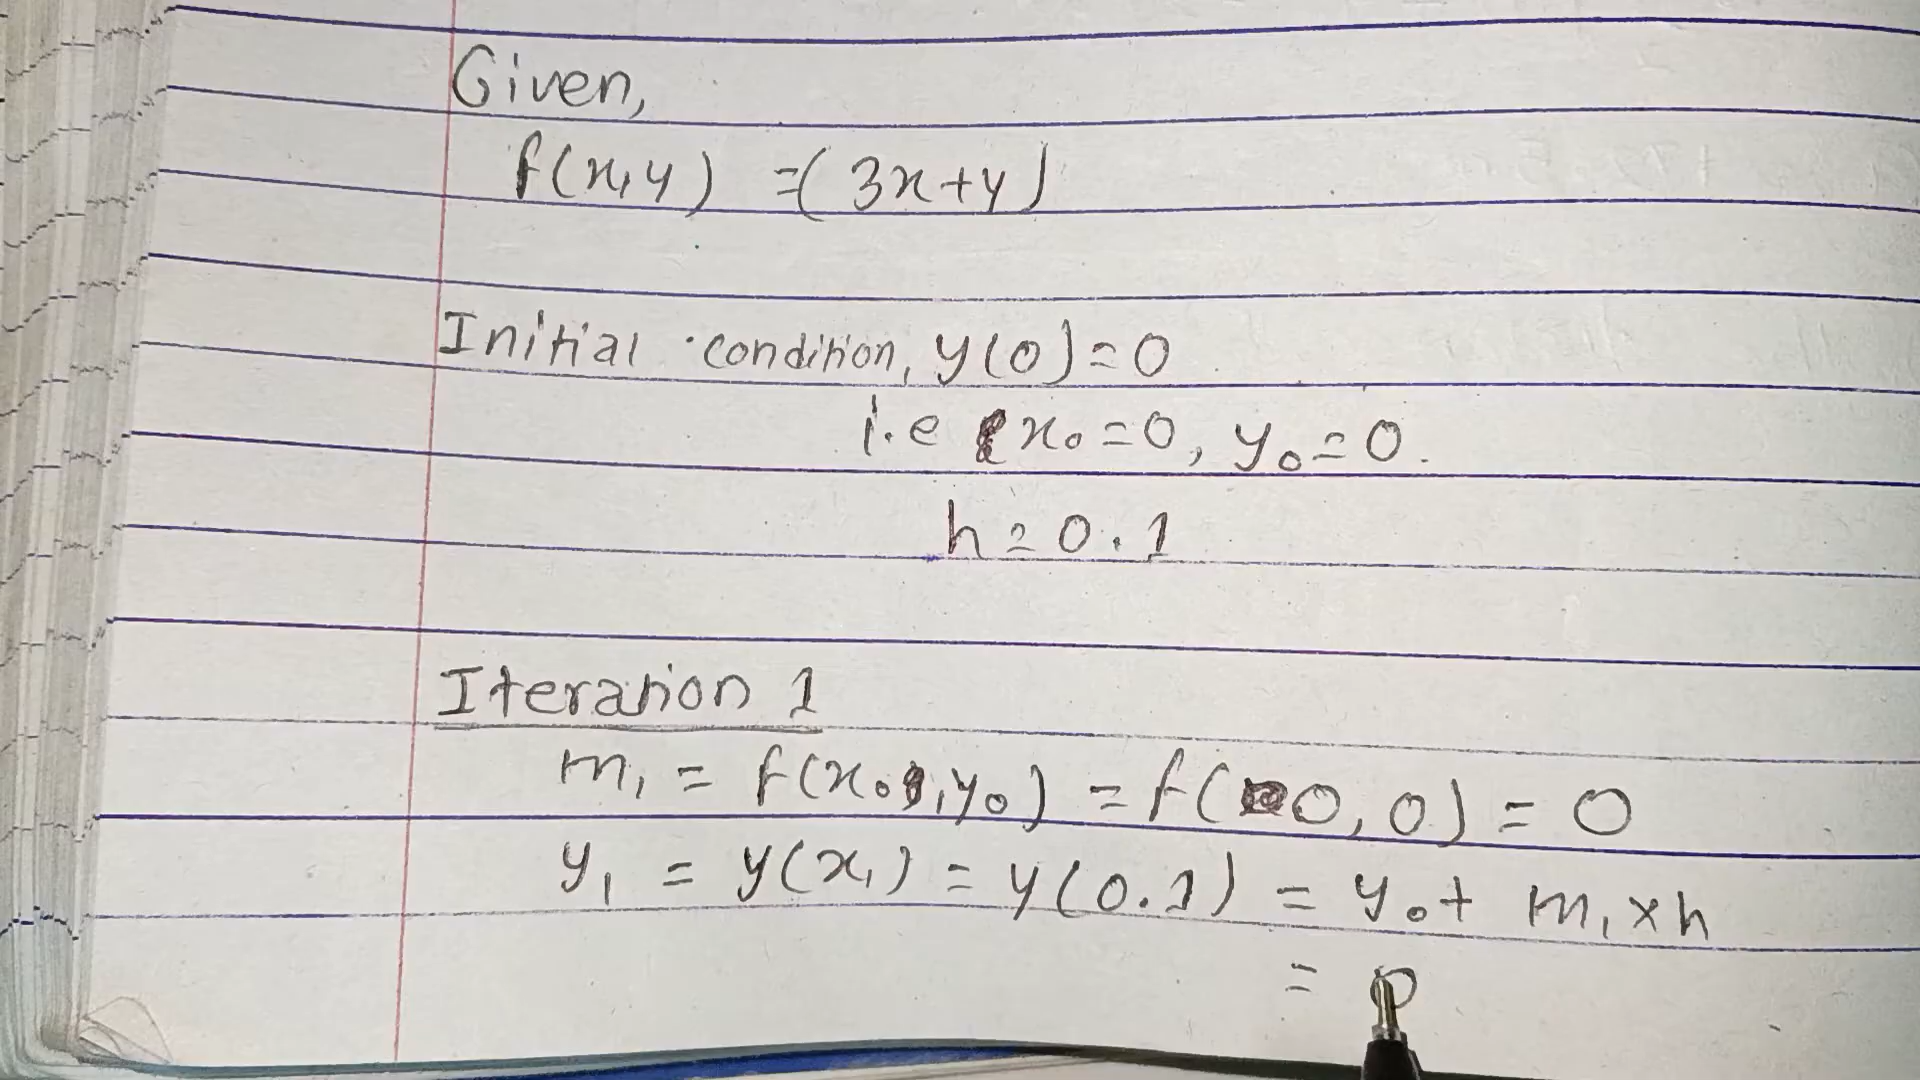 Given,
f(x,y) =(3x+y)
Initial condition, y(0)=0
i.e x₀=0, y₀=0.
h=0.1
Iteration 1
m₁ = f(x₀,y₀) = f(0,0) = 0
y₁ = y(x₁) = y(0.1) = y₀+ m₁×h
= 0